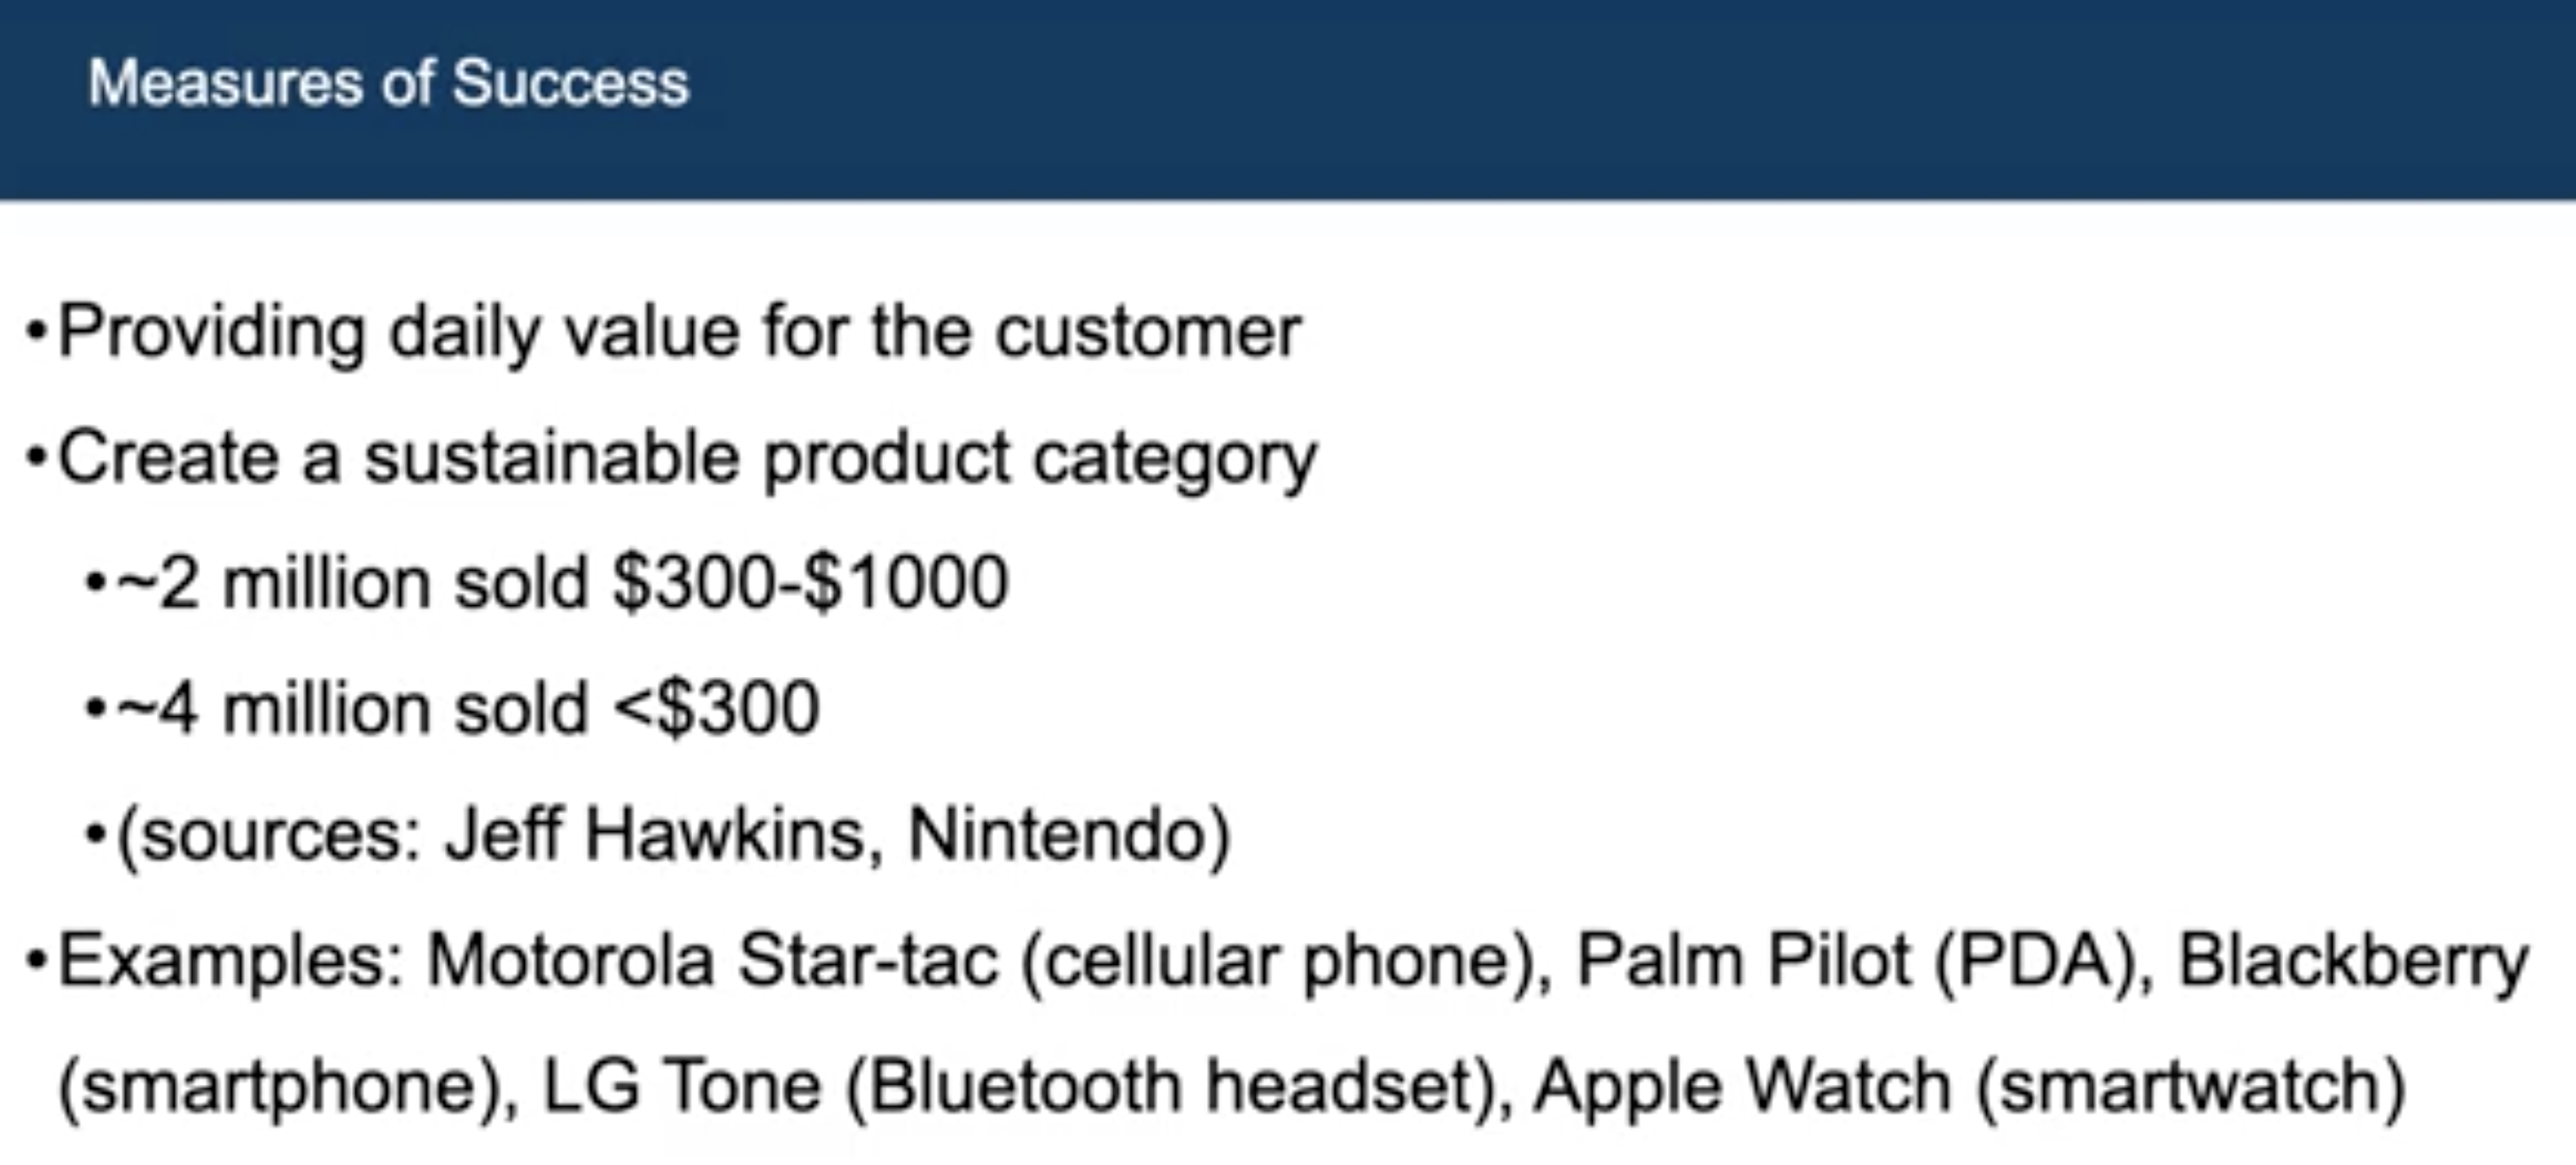 Measures of Success
•Providing daily value for the customer
•Create a sustainable product category
•~2 million sold $300-$1000
•~4 million sold <$300
•(sources: Jeff Hawkins, Nintendo)
•Examples: Motorola Star-tac (cellular phone), Palm Pilot (PDA), Blackberry
(smartphone), LG Tone (Bluetooth headset), Apple Watch (smartwatch)